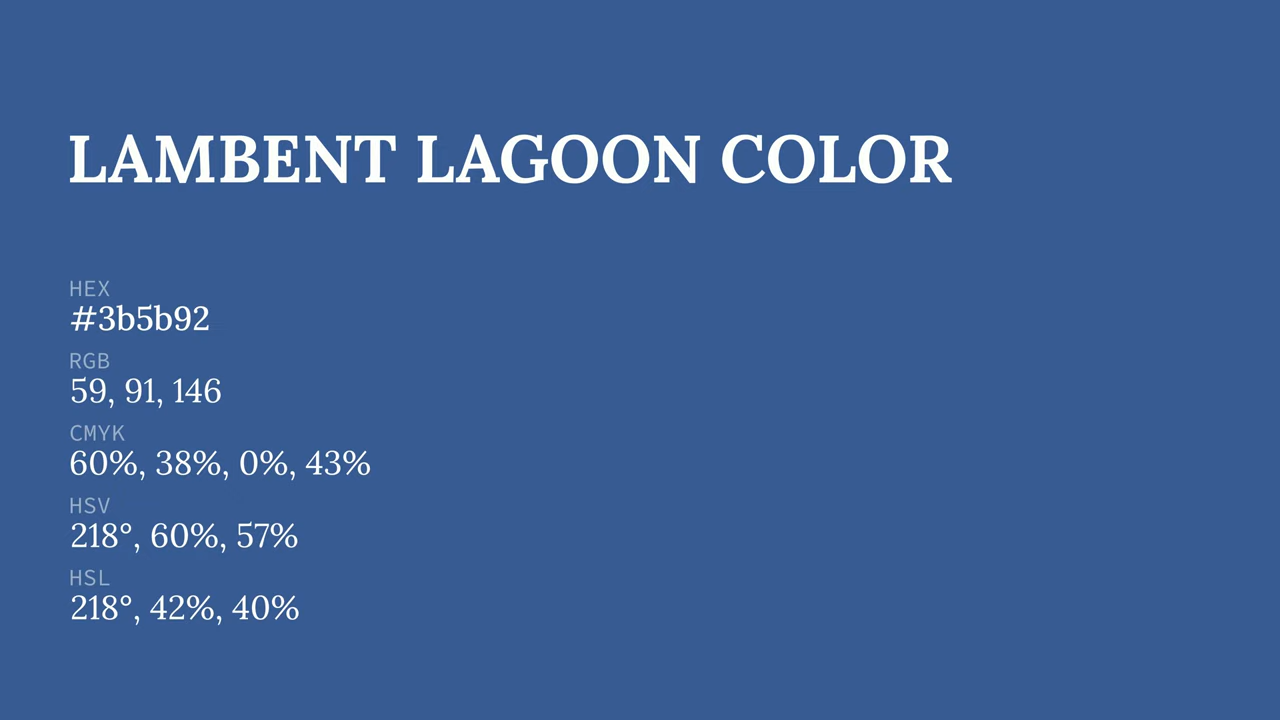 LAMBENT LAGOON COLOR
HEX
#3b5b92
RGB
59, 91, 146
CMYK
60%, 38%, 0%, 43%
HSV
218°, 60%, 57%
HSL
218°, 42%, 40%